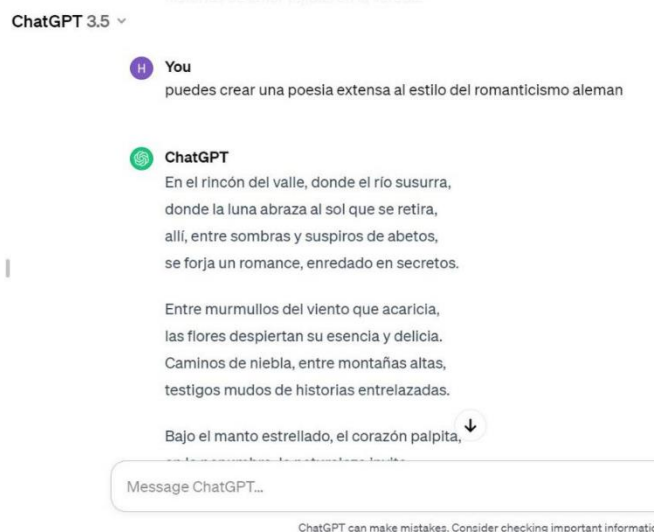 ChatGPT 3.5
H
You
puedes crear una poesia extensa al estilo del romanticismo aleman
ChatGPT
En el rincón del valle, donde el río susurra,
donde la luna abraza al sol que se retira,
allí, entre sombras y suspiros de abetos,
se forja un romance, enredado en secretos.
Entre murmullos del viento que acaricia,
las flores despiertan su esencia y delicia.
Caminos de niebla, entre montañas altas,
testigos mudos de historias entrelazadas.
Bajo el manto estrellado, el corazón palpita,
Message ChatGPT...
ChatGPT can make mistakes. Consider checking important informatio